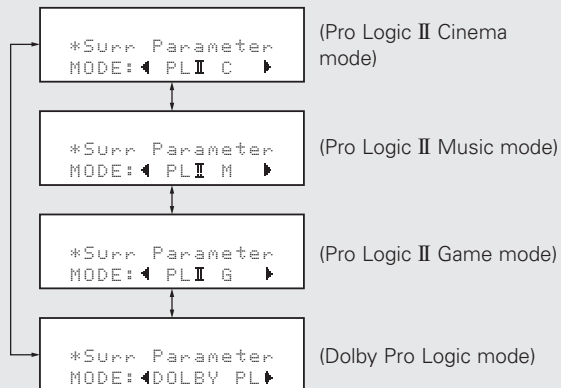 *Surr Parameter
MODE:◀ PLⅡ C ▶
(Pro Logic Ⅱ Cinema
mode)
*Surr Parameter
MODE:◀ PLⅡ M ▶
(Pro Logic Ⅱ Music mode)
*Surr Parameter
MODE:◀ PLⅡ G ▶
(Pro Logic Ⅱ Game mode)
*Surr Parameter
MODE:◀DOLBY PL▶
(Dolby Pro Logic mode)